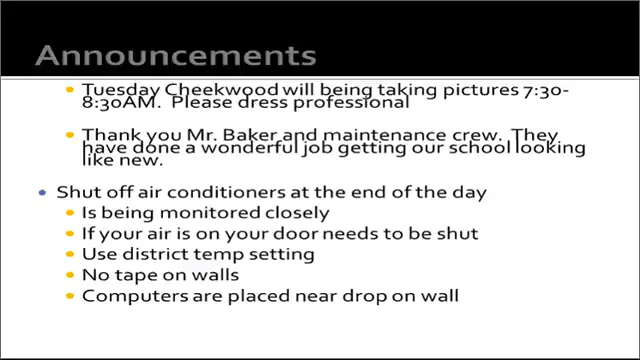 Announcements
Tuesday Cheekwood will being taking pictures 7:30-
8:30AM. Please dress professional
Thank you Mr. Baker and maintenance crew. They
have done a wonderful job getting our school looking
like new.
Shut off air conditioners at the end of the day
Is being monitored closely
If your air is on your door needs to be shut
Use district temp setting
No tape on walls
Computers are placed near drop on wall